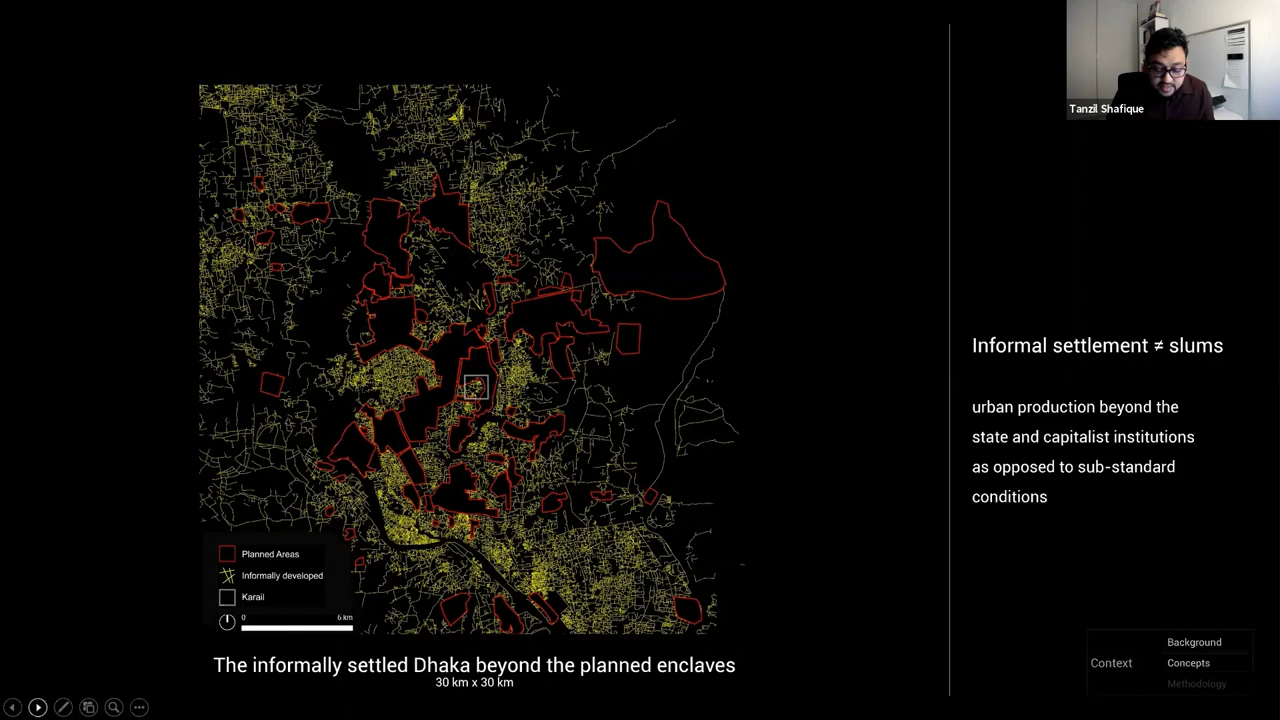 Tanzil Shafique
Informal settlement ≠ slums
urban production beyond the
state and capitalist institutions
as opposed to sub-standard
conditions
Planned Areas
Informally developed
Karail
0 6 km
The informally settled Dhaka beyond the planned enclaves
30 km x 30 km
Context
Background
Concepts
Methodology